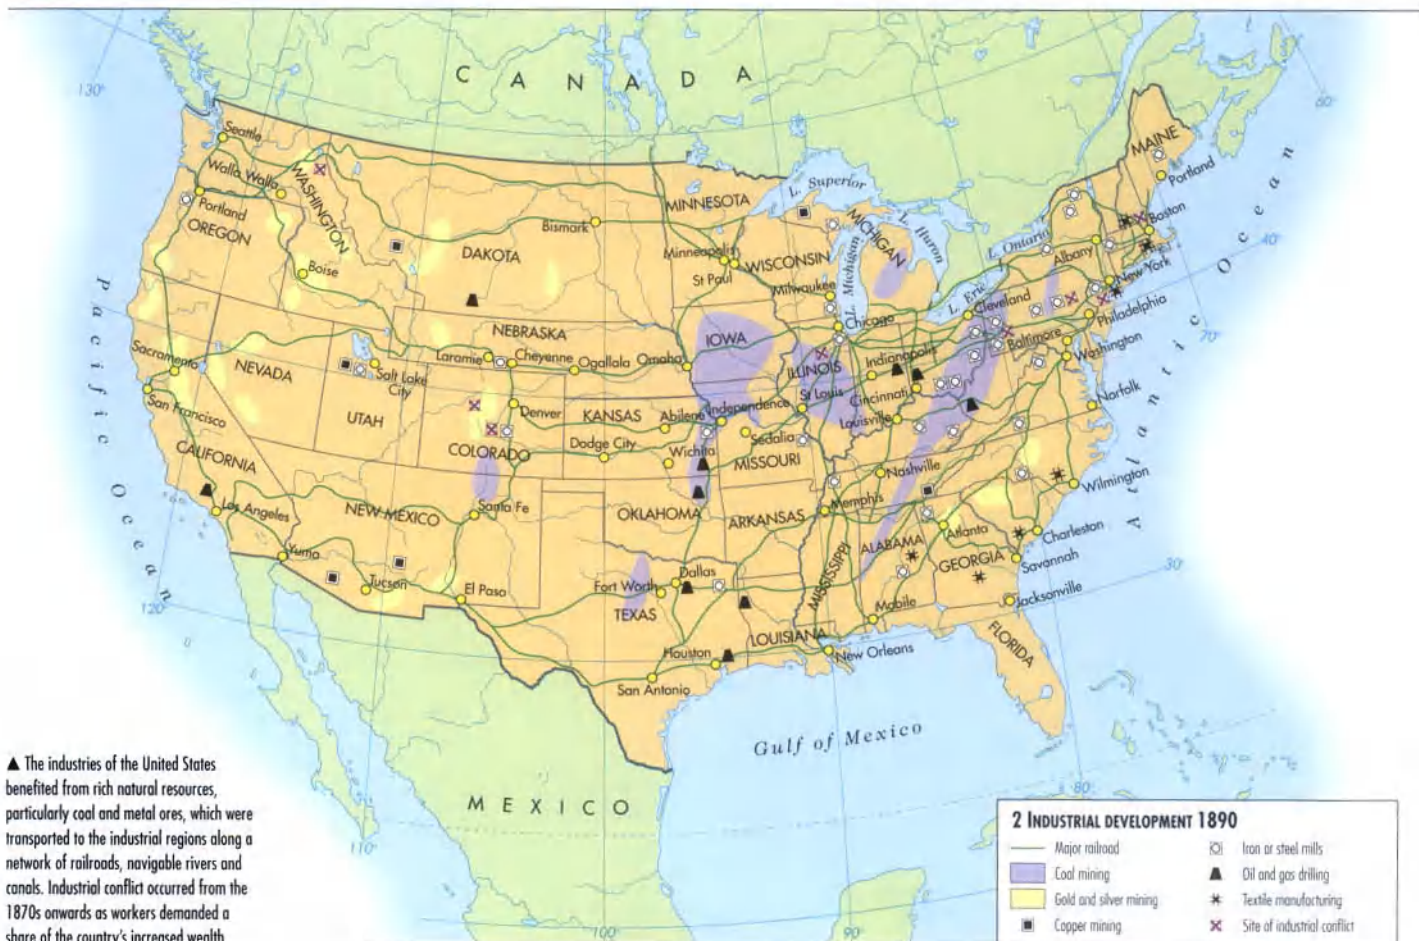 CANADA
130°
60°
Seattle
Walla Walla
WASHINGTON
Portland
OREGON
Boise
Bismark
DAKOTA
MINNESOTA
Minneapolis
St Paul
WISCONSIN
L. Superior
MICHIGAN
L. Huron
L. Michigan
Milwaukee
Chicago
L. Ontario
L. Erie
MAINE
Portland
Boston
Albany
New York
Cleveland
Philadelphia
Baltimore
Washington
Atlantic Ocean
40°
70°
Pacific Ocean
Sacramento
San Francisco
NEVADA
CALIFORNIA
UTAH
Salt Lake
City
NEBRASKA
Laramie
Cheyenne
Ogallala
Omaha
IOWA
ILLINOIS
Indianapolis
Cincinnati
St Louis
Louisville
Norfolk
Denver
KANSAS
Abilene
Independence
COLORADO
Dodge City
Wichita
Sedalia
MISSOURI
Nashville
Wilmington
Los Angeles
NEW MEXICO
Santa Fe
OKLAHOMA
ARKANSAS
Memphis
Atlanta
Charleston
ALABAMA
GEORGIA
Savannah
MISSISSIPPI
Yuma
Tucson
El Paso
Fort Worth
Dallas
TEXAS
LOUISIANA
Mobile
Jacksonville
FLORIDA
Houston
New Orleans
San Antonio
30°
120°
Gulf of Mexico
MEXICO
80°
110°
100°
90°
▲ The industries of the United States
benefited from rich natural resources,
particularly coal and metal ores, which were
transported to the industrial regions along a
network of railroads, navigable rivers and
canals. Industrial conflict occurred from the
1870s onwards as workers demanded a
share of the country's increased wealth
2 INDUSTRIAL DEVELOPMENT 1890
Major railroad
Coal mining
Gold and silver mining
Copper mining
Iron or steel mills
Oil and gas drilling
Textile manufacturing
Site of industrial conflict